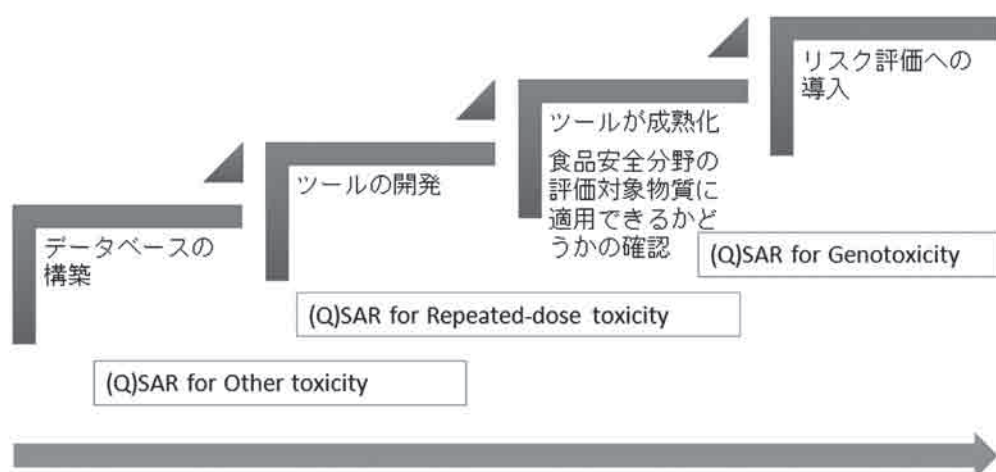 データベースの
構築
ツールの開発
ツールが成熟化
食品安全分野の
評価対象物質に
適用できるかど
うかの確認
リスク評価への
導入
(Q)SAR for Genotoxicity
(Q)SAR for Repeated-dose toxicity
(Q)SAR for Other toxicity